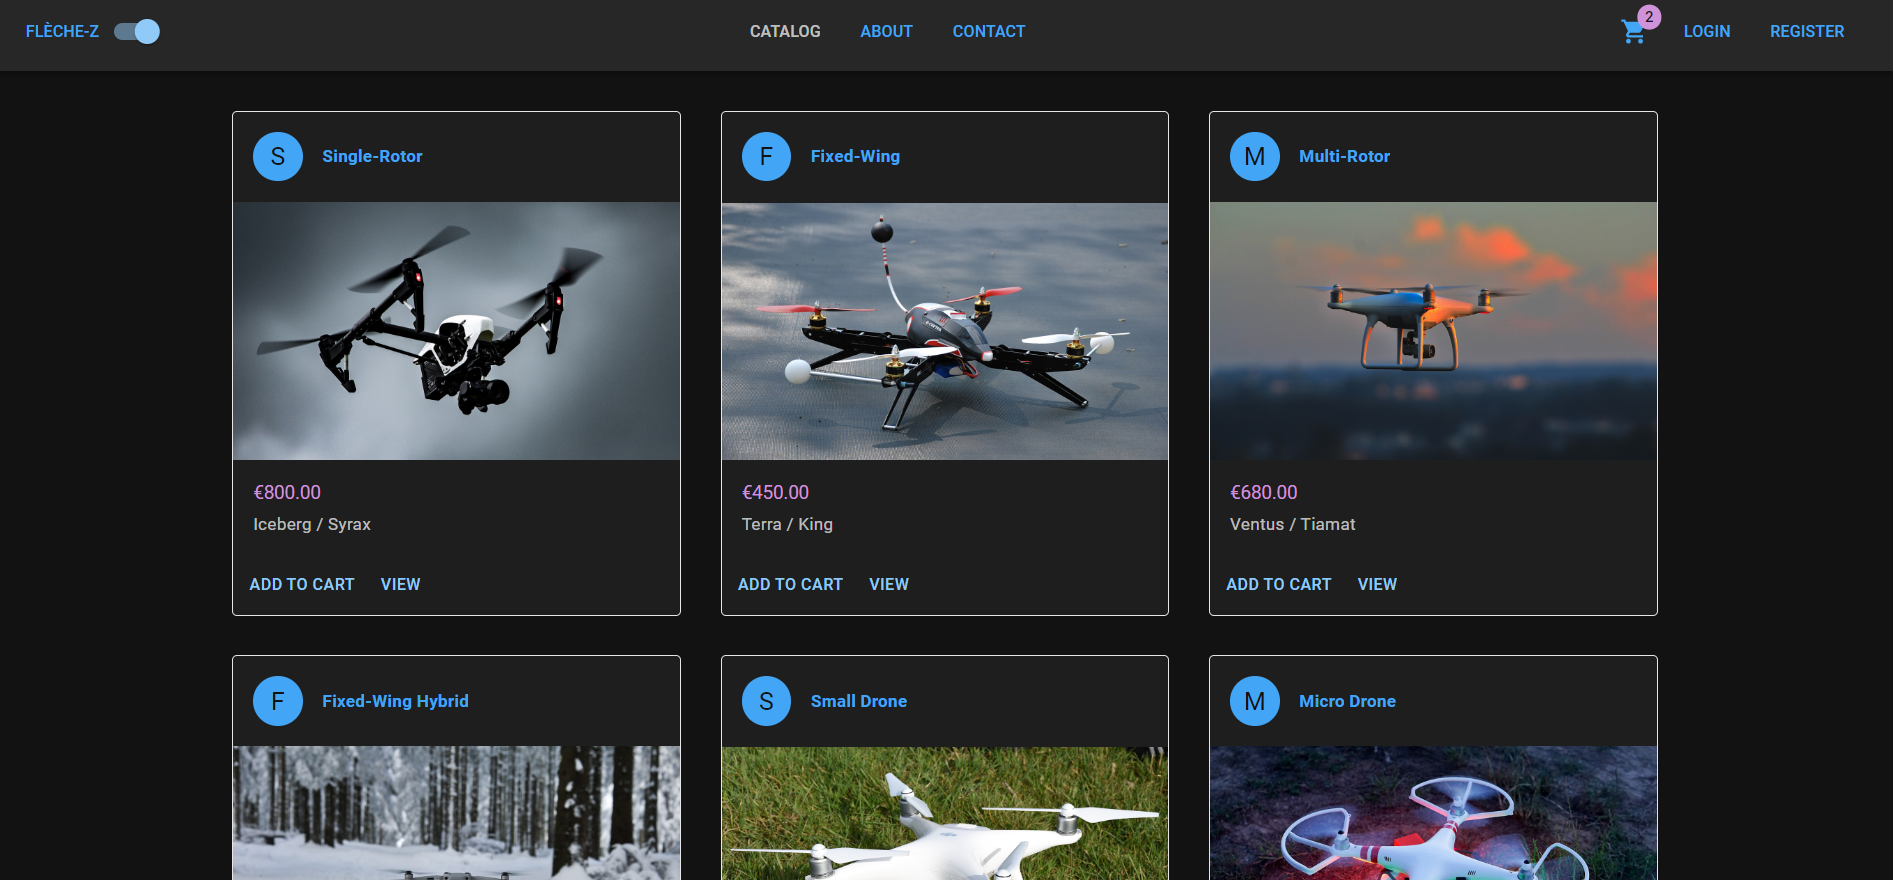 FLÈCHE-Z CATALOG ABOUT CONTACT 2 LOGIN REGISTER
S Single-Rotor
€800.00
Iceberg / Syrax
ADD TO CART VIEW
F Fixed-Wing
€450.00
Terra / King
ADD TO CART VIEW
M Multi-Rotor
€680.00
Ventus / Tiamat
ADD TO CART VIEW
F Fixed-Wing Hybrid
S Small Drone
M Micro Drone